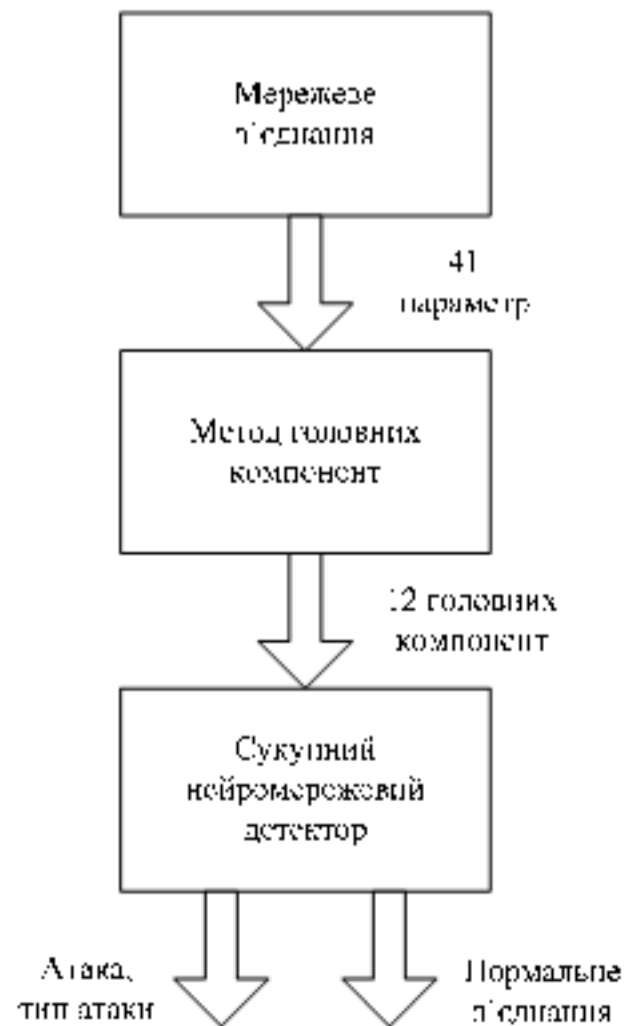 Мережеве
з'єднання
41
параметр
Метод головних
компонент
12 головних
компонент
Сукупний
нейромережевий
детектор
Атака,
тип атаки
Нормальне
з'єднання